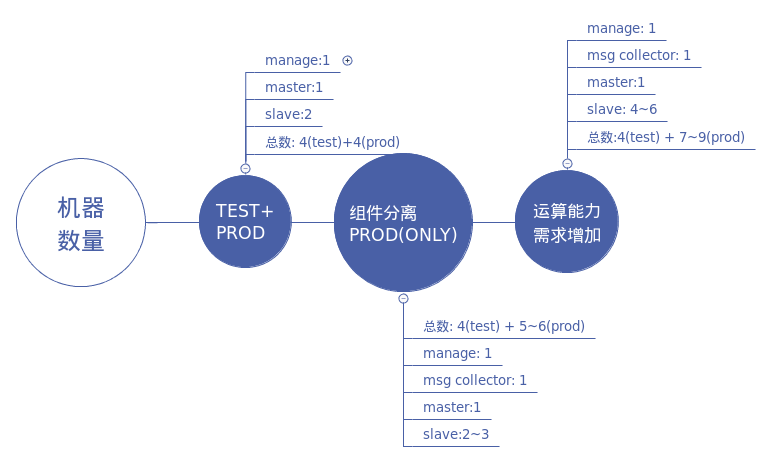 机器
数量
manage:1
master:1
slave:2
总数: 4(test)+4(prod)
TEST+
PROD
组件分离
PROD(ONLY)
总数: 4(test) + 5~6(prod)
manage: 1
msg collector: 1
master:1
slave:2~3
manage: 1
msg collector: 1
master:1
slave: 4~6
总数:4(test) + 7~9(prod)
运算能力
需求增加